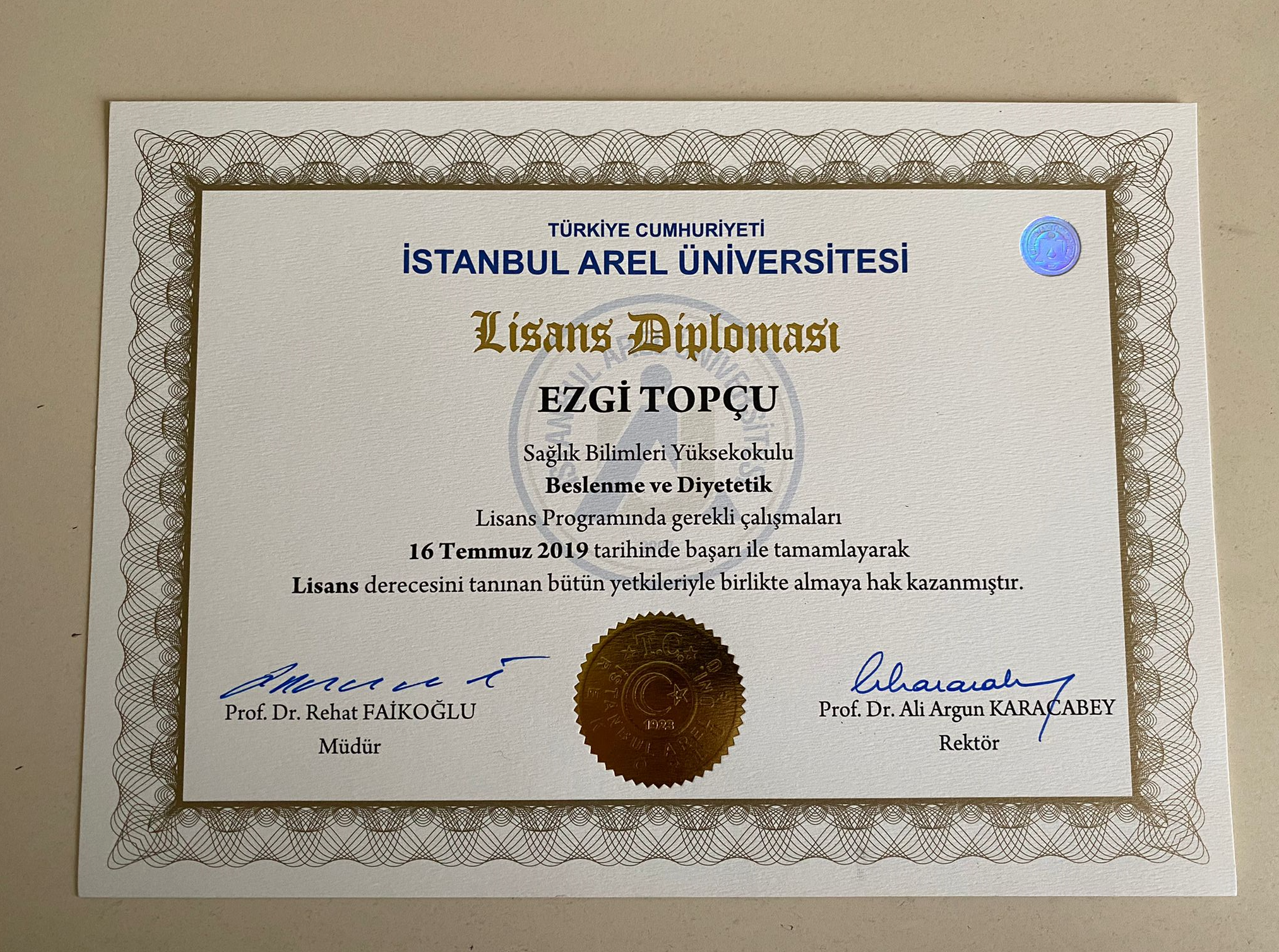 TÜRKİYE CUMHURİYETİ
İSTANBUL AREL ÜNİVERSİTESİ
Lisans Diploması
EZGİ TOPÇU
Sağlık Bilimleri Yüksekokulu
Beslenme ve Diyetetik
Lisans Programında gerekli çalışmaları
16 Temmuz 2019 tarihinde başarı ile tamamlayarak
Lisans derecesini tanınan bütün yetkileriyle birlikte almaya hak kazanmıştır.
T.C.
1923
Prof. Dr. Rehat FAİKOĞLU
Müdür
Prof. Dr. Ali Argun KARACABEY
Rektör